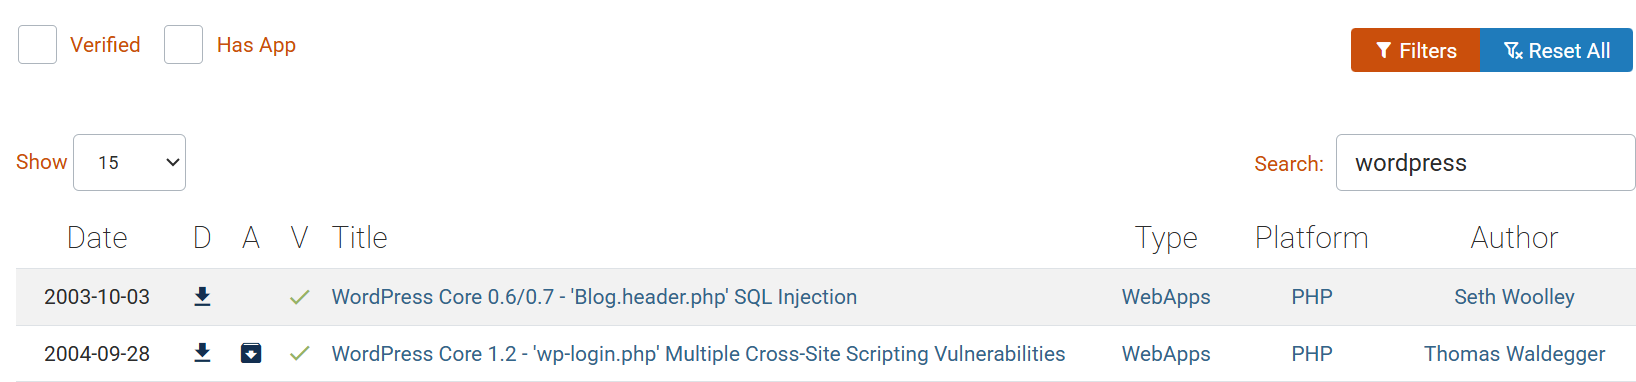 Verified Has App Filters Reset All
Show 15 Search: wordpress
Date D A V Title Type Platform Author
2003-10-03 WordPress Core 0.6/0.7 - 'Blog.header.php' SQL Injection WebApps PHP Seth Woolley
2004-09-28 WordPress Core 1.2 - 'wp-login.php' Multiple Cross-Site Scripting Vulnerabilities WebApps PHP Thomas Waldegger